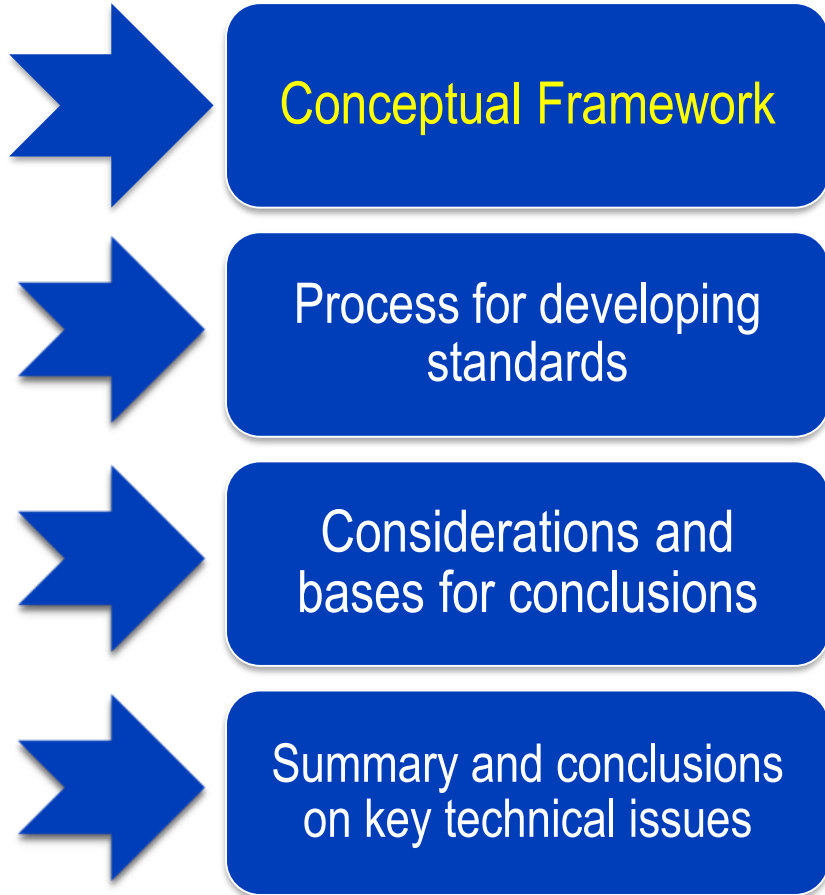 Conceptual Framework
Process for developing
standards
Considerations and
bases for conclusions
Summary and conclusions
on key technical issues